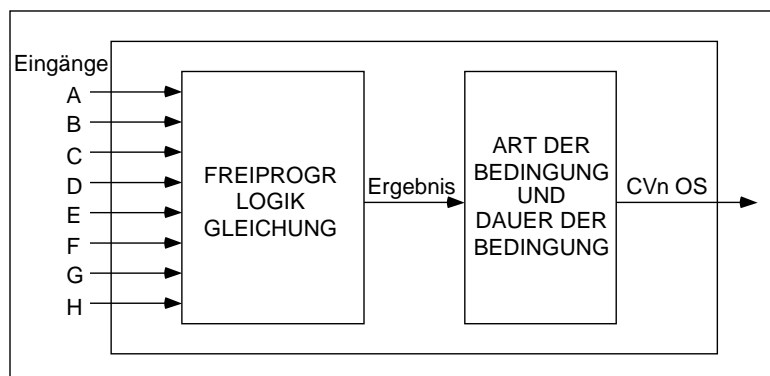 Eingänge
A
B
C
D
E
F
G
H
FREIPROGR
LOGIK
GLEICHUNG
Ergebnis
ART DER
BEDINGUNG
UND
DAUER DER
BEDINGUNG
CVn OS